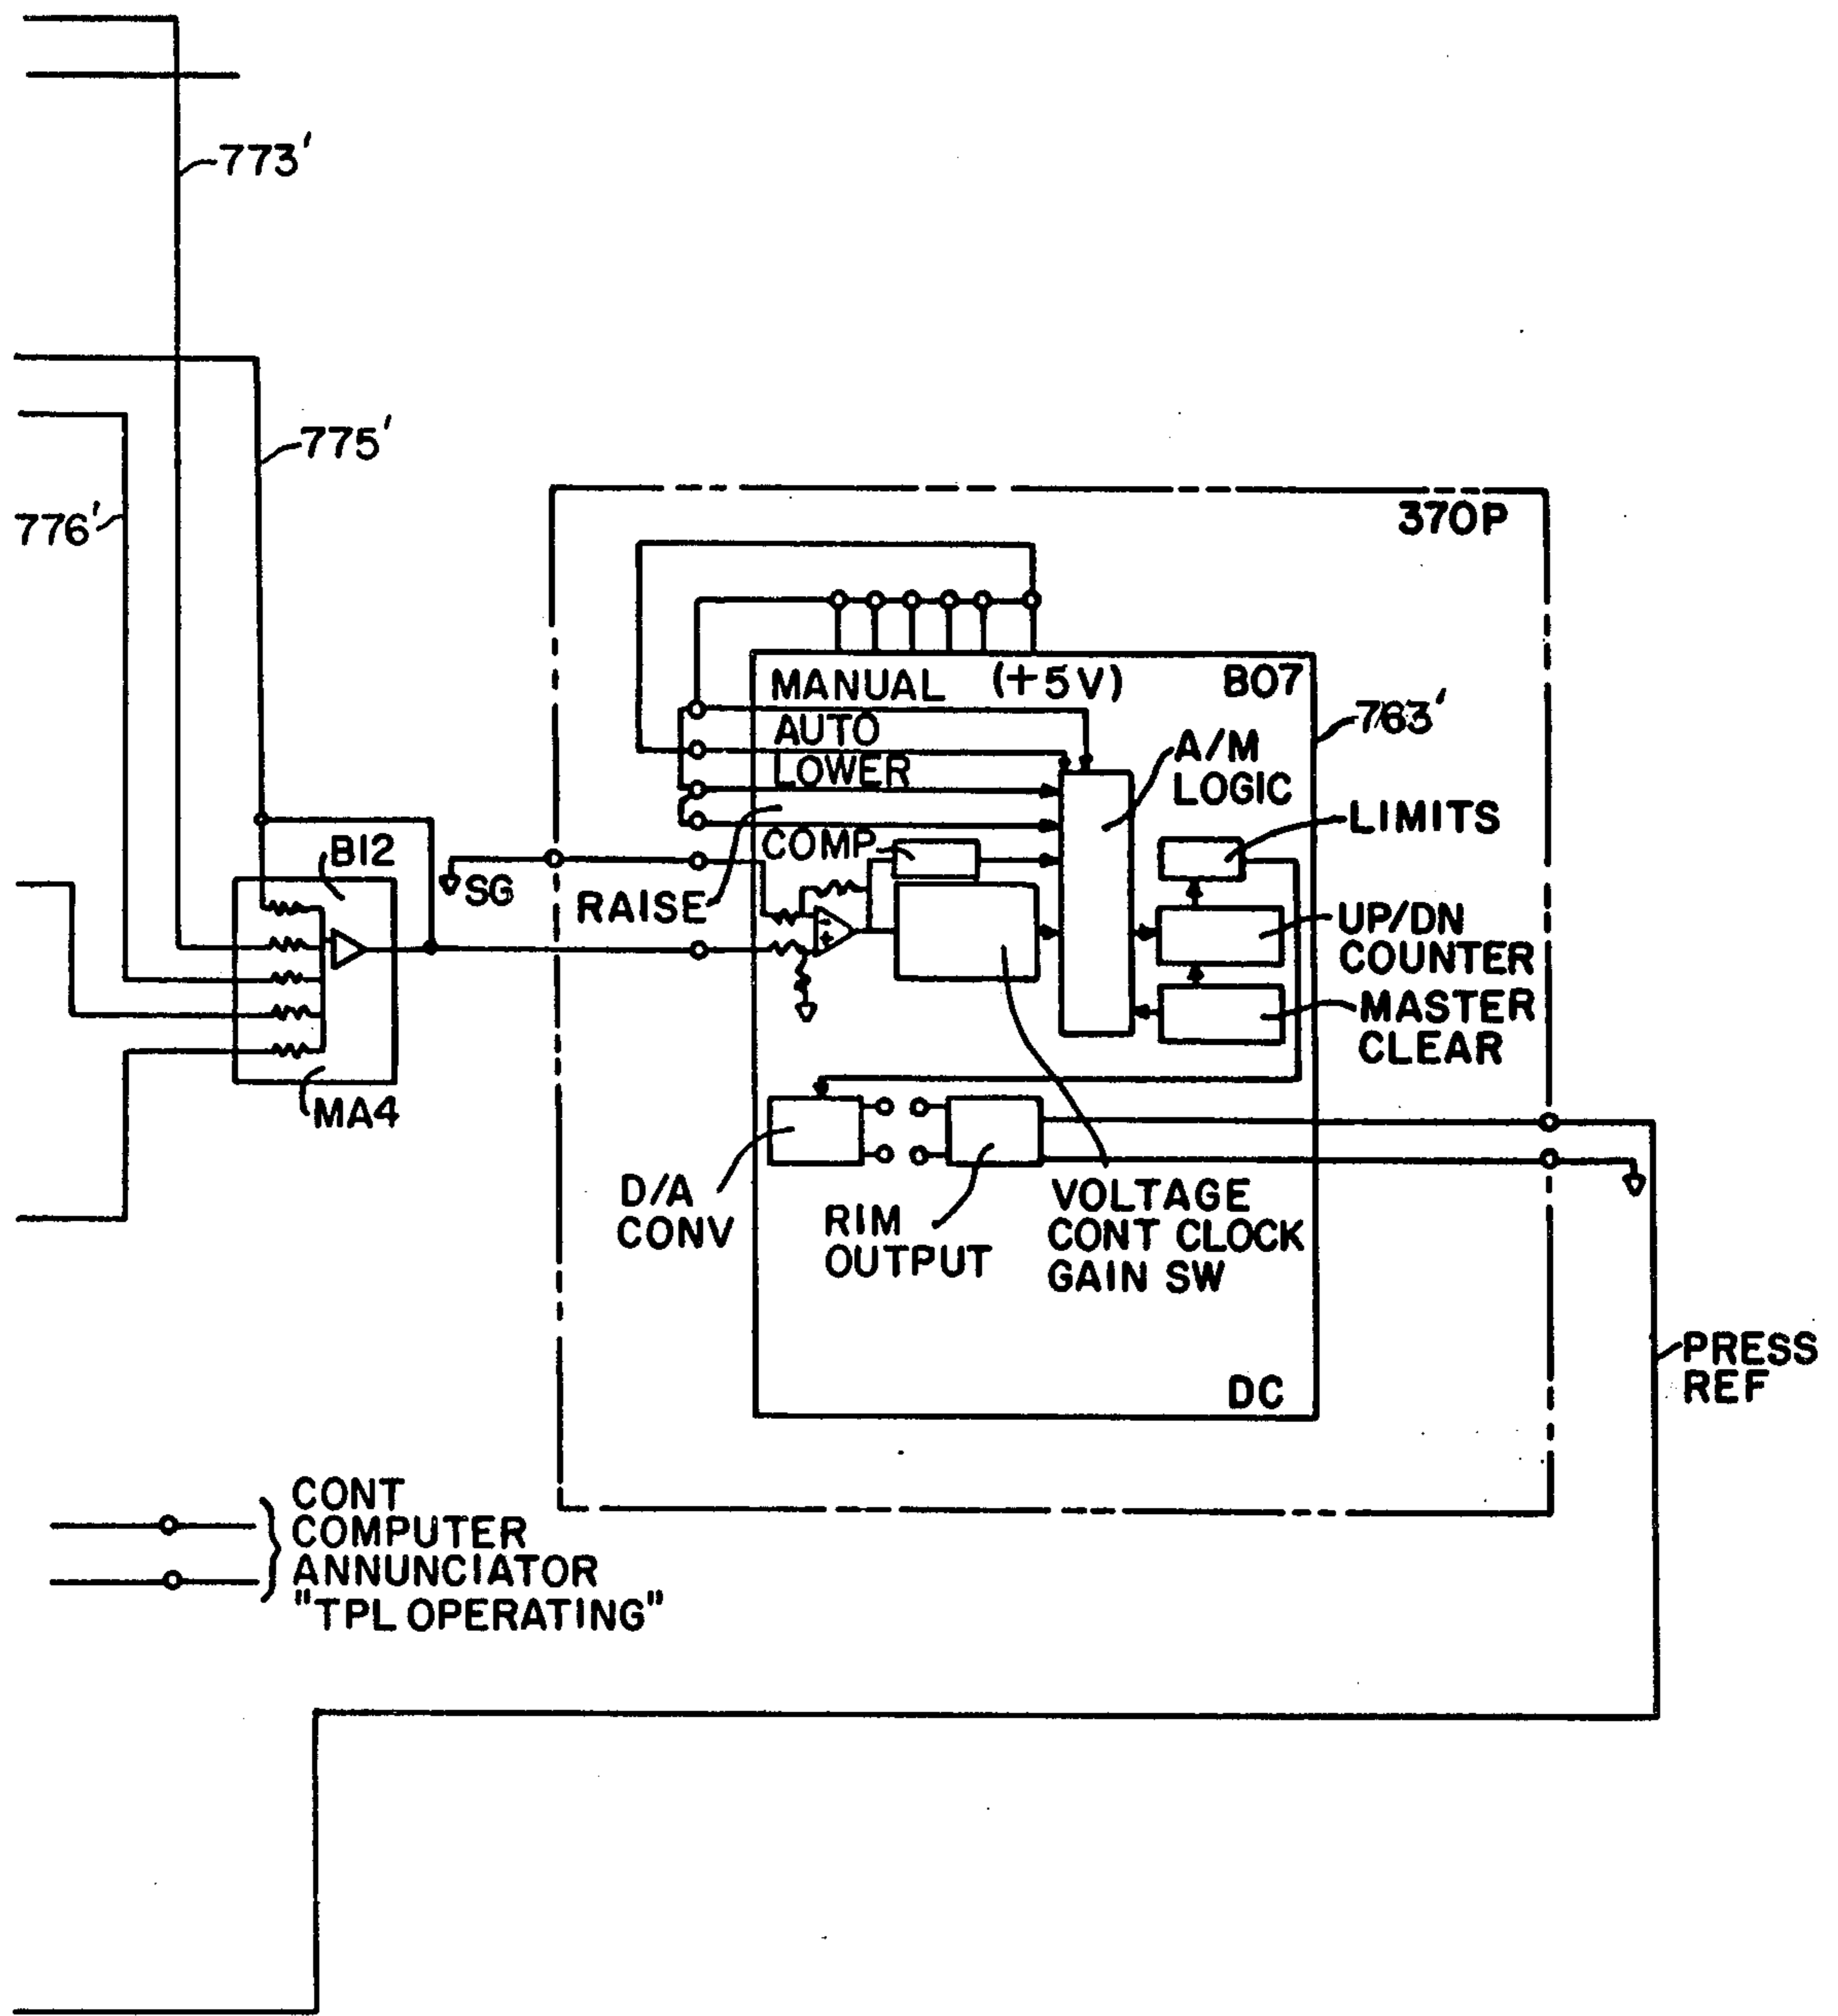 773'
775'
776'
370P
MANUAL (+5V) B07
763'
AUTO
A/M
LOGIC
LOWER
LIMITS
COMP
B12
SG
RAISE
UP/DN
COUNTER
MASTER
CLEAR
MA4
D/A
CONV
RIM
OUTPUT
VOLTAGE
CONT CLOCK
GAIN SW
PRESS
REF
DC
CONT
COMPUTER
ANNUNCIATOR
"TPL OPERATING"